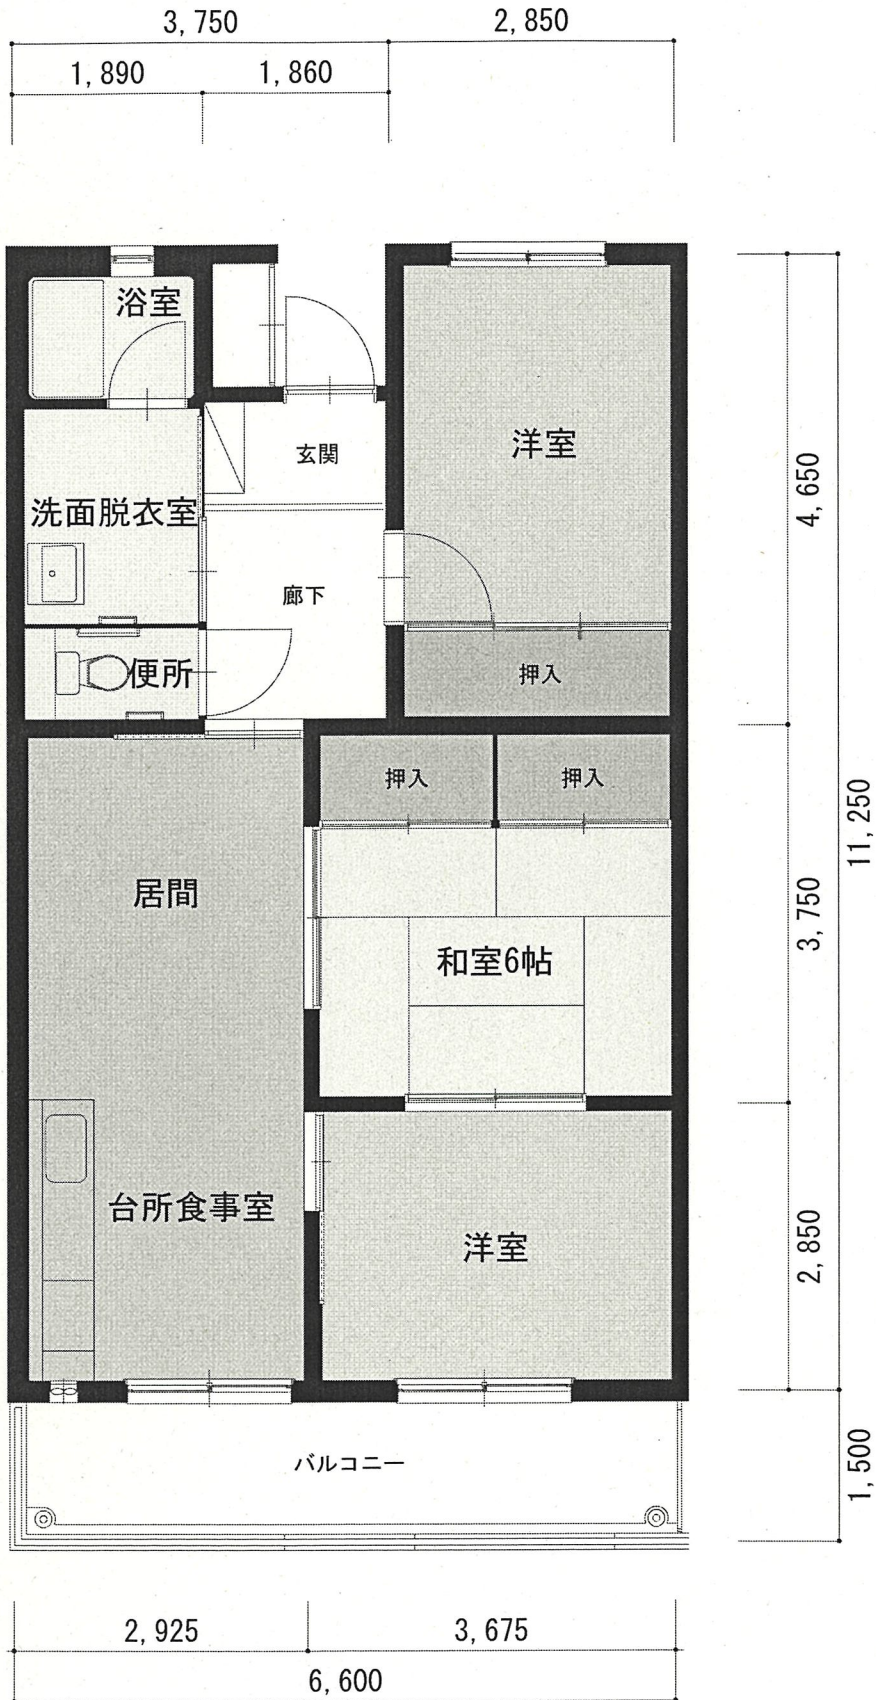 3,750
2,850
1,890
1,860
浴室
洋室
玄関
4,650
洗面脱衣室
廊下
便所
押入
押入
押入
11,250
居間
3,750
和室6帖
台所食事室
洋室
2,850
バルコニー
1,500
2,925
3,675
6,600